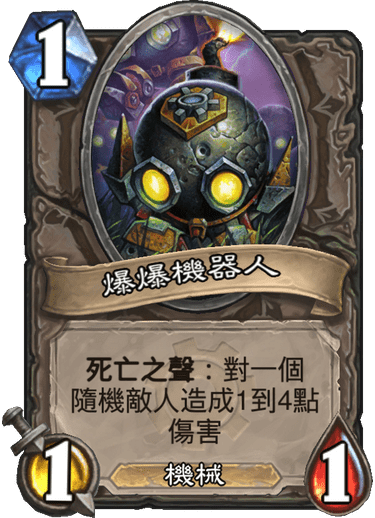 1
爆爆機器人
死亡之聲：對一個
隨機敵人造成1到4點
傷害
1
機械
1